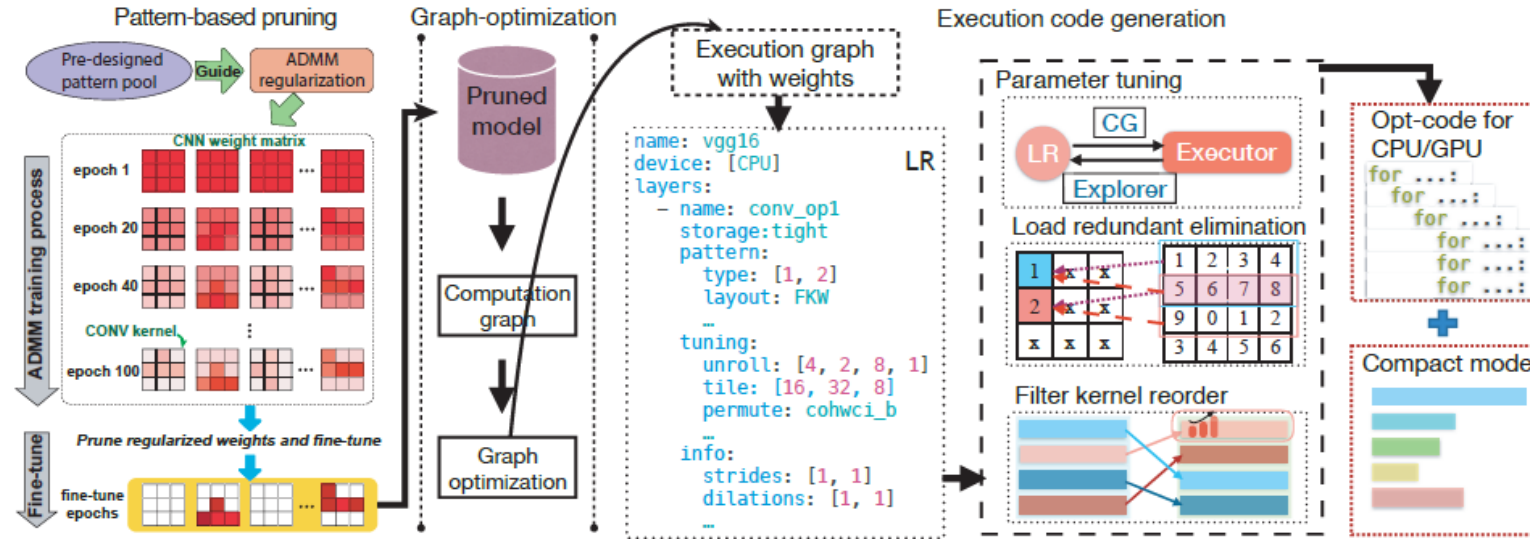 Pattern-based pruning
Pre-designed
pattern pool
Guide
ADMM
regularization
CNN weight matrix
ADMM training process
epoch 1
...
epoch 20
...
epoch 40
...
CONV kernel
⋮
epoch 100
...
Prune regularized weights and fine-tune
Fine-tune
fine-tune
epochs
...
Graph-optimization
Pruned
model
Computation
graph
Graph
optimization
Execution graph
with weights
LR
name: vgg16
device: [CPU]
layers:
– name: conv_op1
storage:tight
pattern:
type: [1, 2]
layout: FKW
…
tuning:
unroll: [4, 2, 8, 1]
tile: [16, 32, 8]
permute: cohwci_b
…
info:
strides: [1, 1]
dilations: [1, 1]
…
Execution code generation
Parameter tuning
CG
LR
Executor
Explorer
Load redundant elimination
1 x x
2 x x
x x x
1 2 3 4
5 6 7 8
9 0 1 2
3 4 5 6
Filter kernel reorder
Opt-code for
CPU/GPU
for ...:
for ...:
for ...:
for ...:
for ...:
for ...:
Compact mode